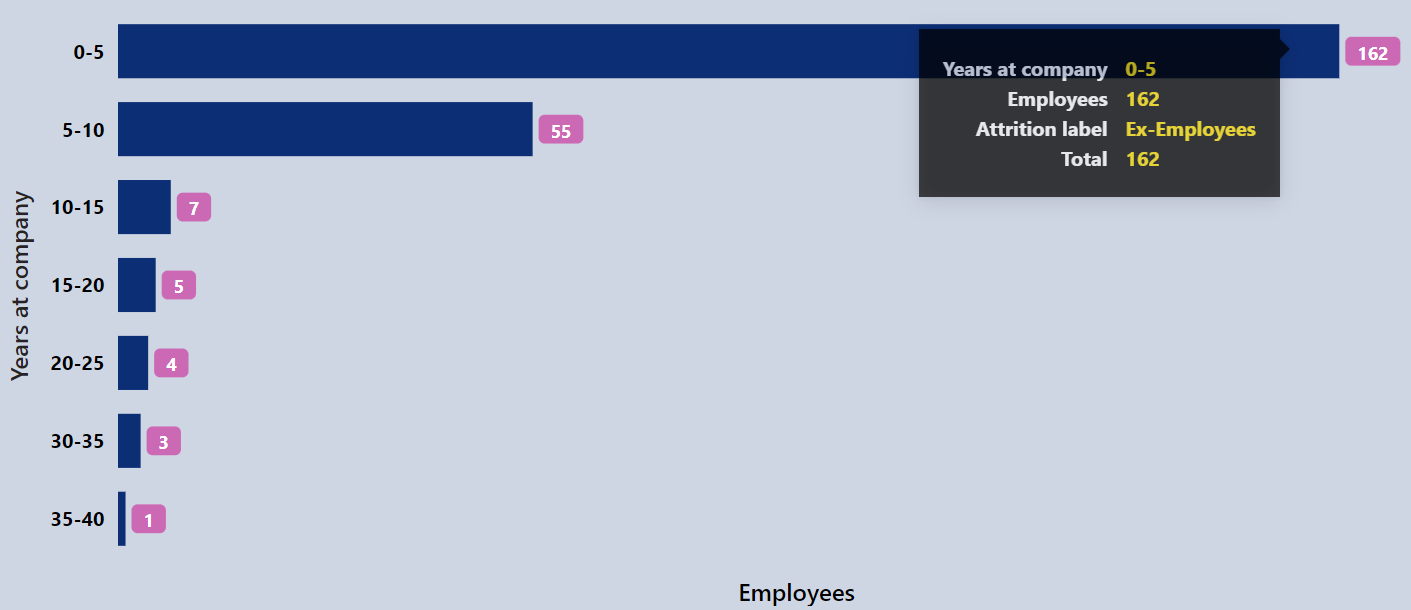 0-5
162
Years at company 0-5
Employees 162
Attrition label Ex-Employees
Total 162
5-10
55
10-15
7
15-20
5
20-25
4
30-35
3
35-40
1
Years at company
Employees